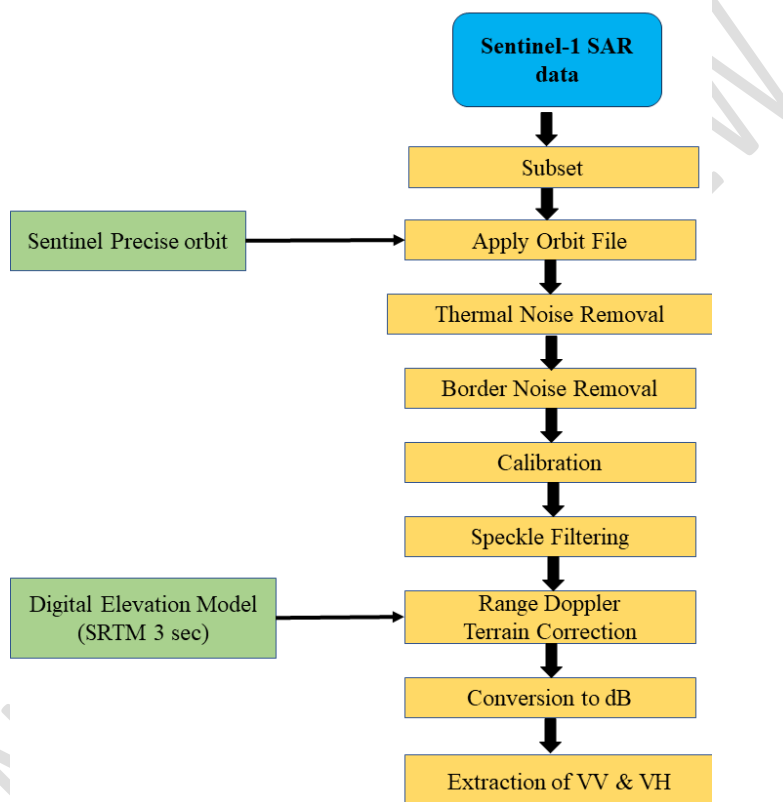 Sentinel-1 SAR
data
Subset
Sentinel Precise orbit
Apply Orbit File
Thermal Noise Removal
Border Noise Removal
Calibration
Speckle Filtering
Digital Elevation Model
(SRTM 3 sec)
Range Doppler
Terrain Correction
Conversion to dB
Extraction of VV & VH